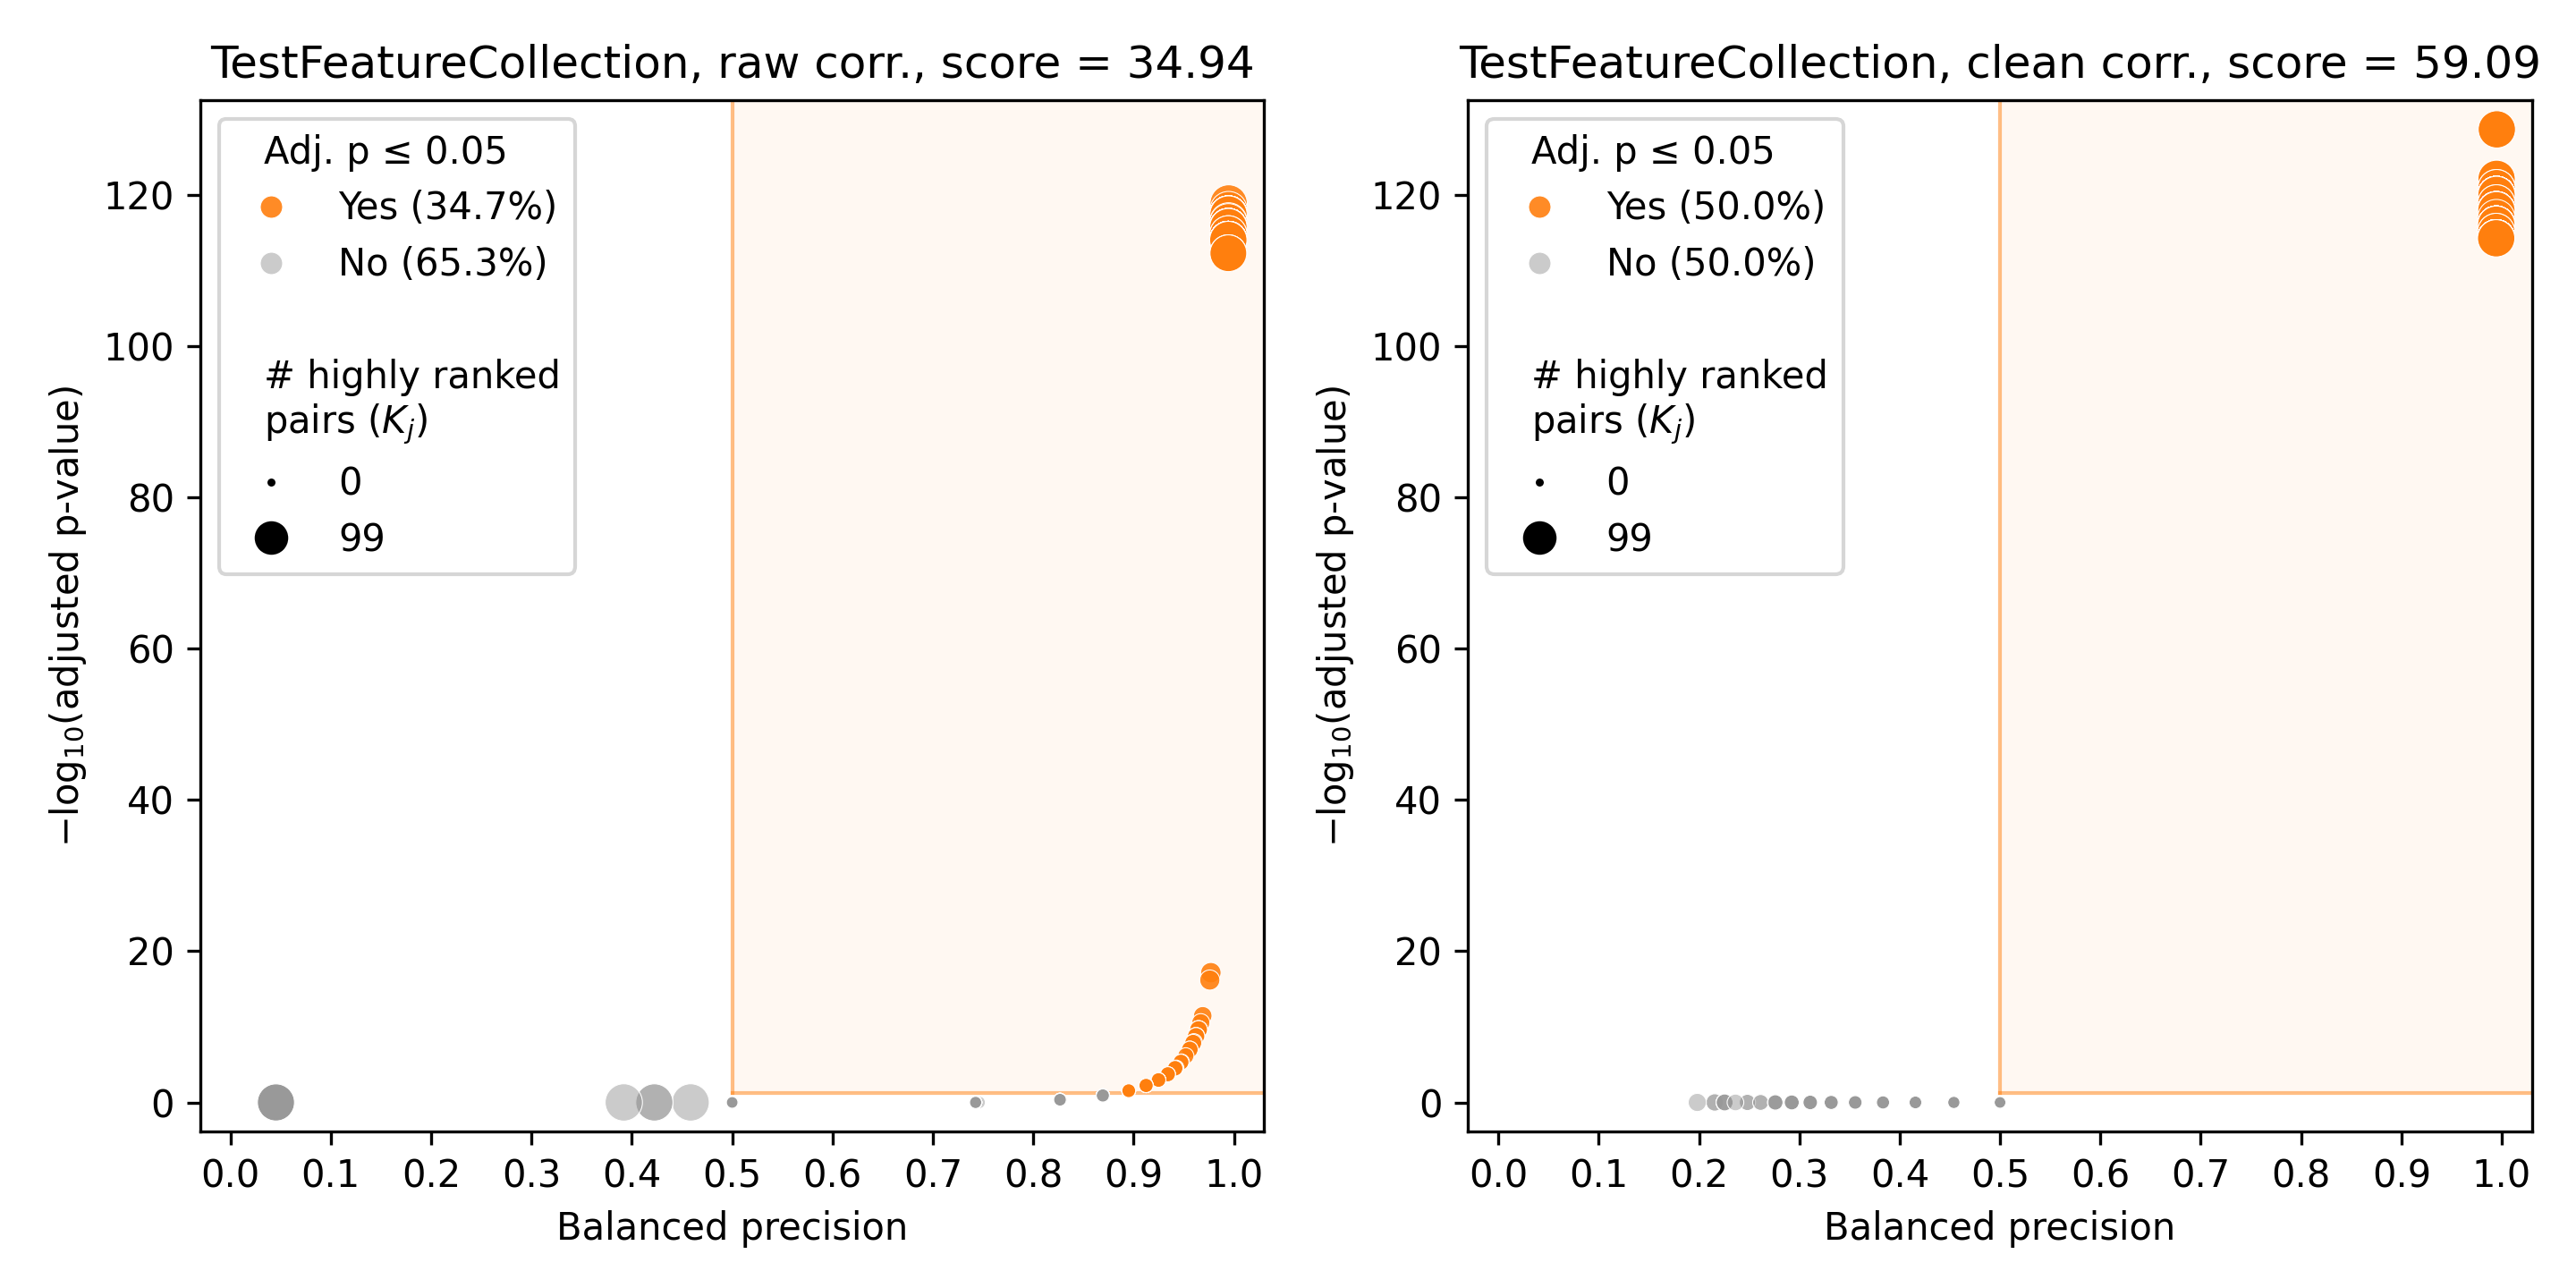 TestFeatureCollection, raw corr., score = 34.94
Adj. p ≤ 0.05
Yes (34.7%)
No (65.3%)
# highly ranked
pairs (Kⱼ)
0
99
−log₁₀(adjusted p-value)
120
100
80
60
40
20
0
0.0 0.1 0.2 0.3 0.4 0.5 0.6 0.7 0.8 0.9 1.0
Balanced precision
TestFeatureCollection, clean corr., score = 59.09
Adj. p ≤ 0.05
Yes (50.0%)
No (50.0%)
# highly ranked
pairs (Kⱼ)
0
99
−log₁₀(adjusted p-value)
120
100
80
60
40
20
0
0.0 0.1 0.2 0.3 0.4 0.5 0.6 0.7 0.8 0.9 1.0
Balanced precision